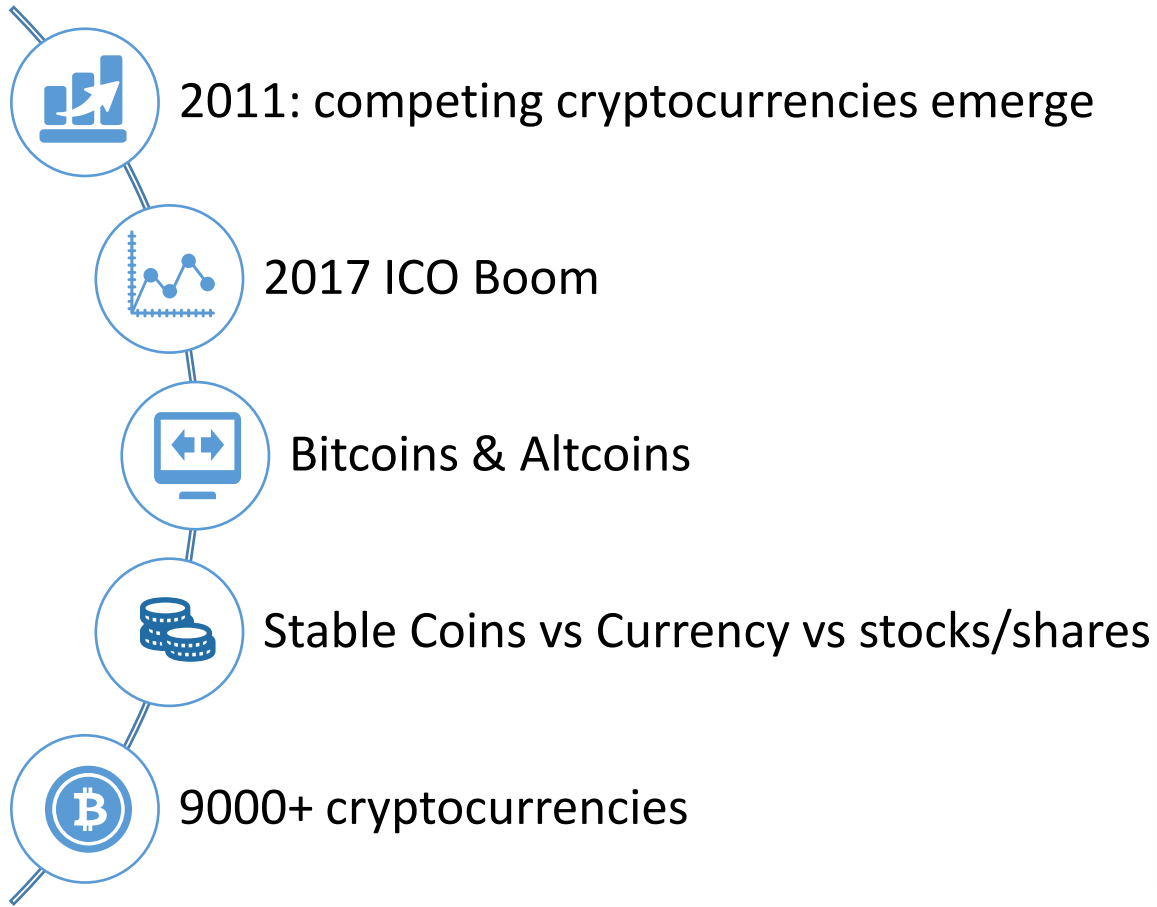 2011: competing cryptocurrencies emerge
2017 ICO Boom
Bitcoins & Altcoins
Stable Coins vs Currency vs stocks/shares
9000+ cryptocurrencies